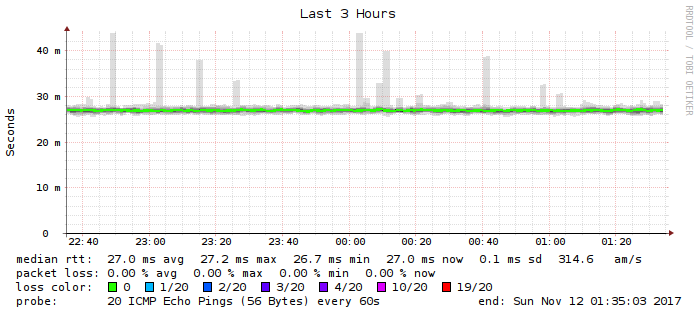 Last 3 Hours
RRDTOOL / TOBI OETIKER
Seconds
40 m
30 m
20 m
10 m
0
22:40 23:00 23:20 23:40 00:00 00:20 00:40 01:00 01:20
median rtt: 27.0 ms avg 27.2 ms max 26.7 ms min 27.0 ms now 0.1 ms sd 314.6 am/s
packet loss: 0.00 % avg 0.00 % max 0.00 % min 0.00 % now
loss color: 0 1/20 2/20 3/20 4/20 10/20 19/20
probe: 20 ICMP Echo Pings (56 Bytes) every 60s end: Sun Nov 12 01:35:03 2017